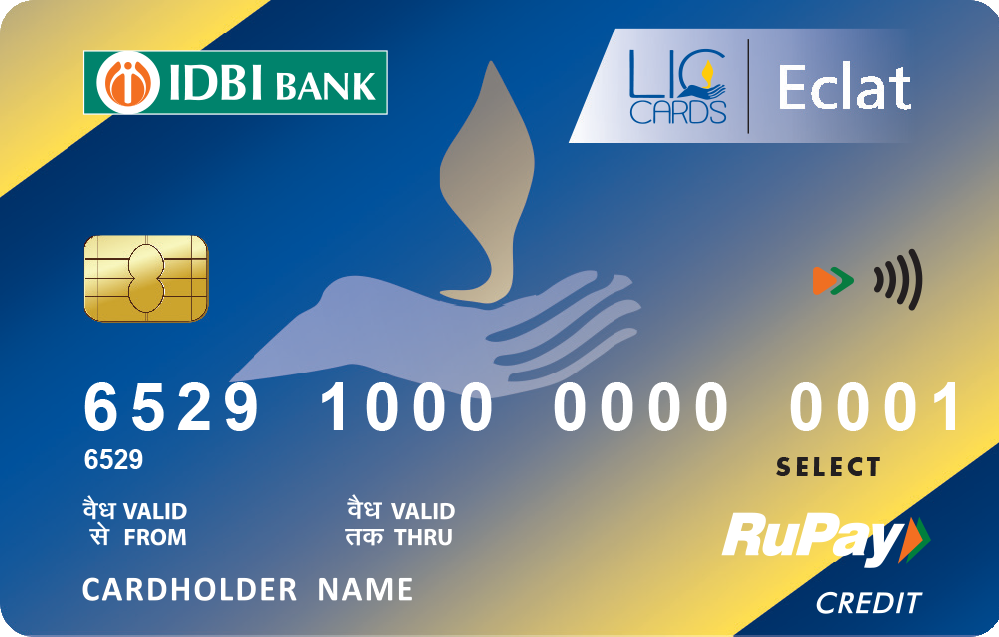 IDBI BANK
LIC
CARDS
Eclat
6529 1000 0000 0001
6529
SELECT
वैध VALID
से FROM
वैध VALID
तक THRU
RuPay
CARDHOLDER NAME
CREDIT